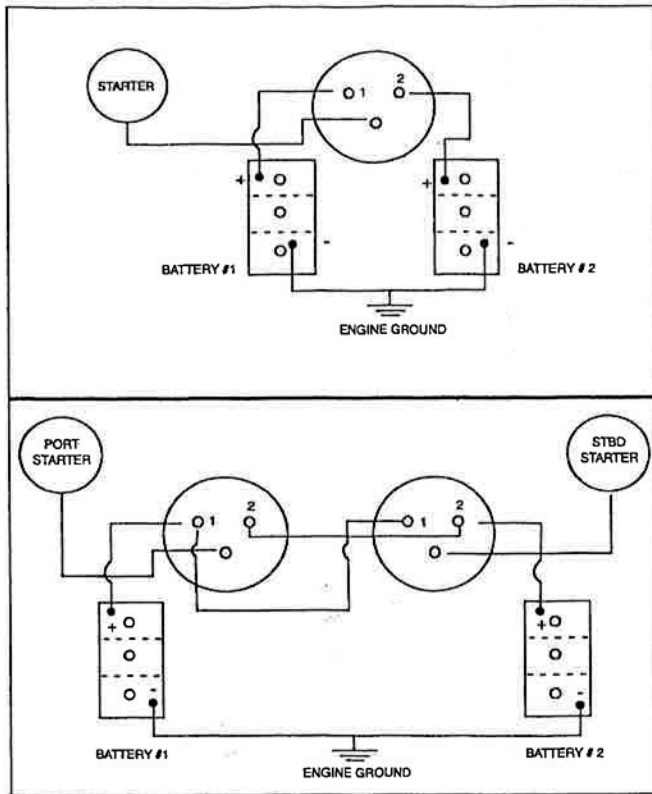 STARTER
1 2
+ +
- -
BATTERY #1 BATTERY # 2
ENGINE GROUND
PORT
STARTER
STBD
STARTER
1 2 1 2
+ +
- -
BATTERY #1 BATTERY # 2
ENGINE GROUND